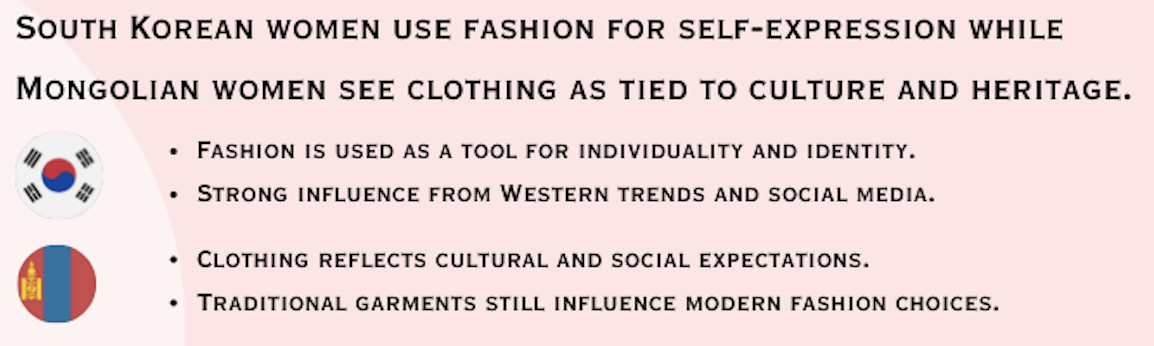 South Korean women use fashion for self-expression while
Mongolian women see clothing as tied to culture and heritage.
• Fashion is used as a tool for individuality and identity.
• Strong influence from Western trends and social media.
• Clothing reflects cultural and social expectations.
• Traditional garments still influence modern fashion choices.